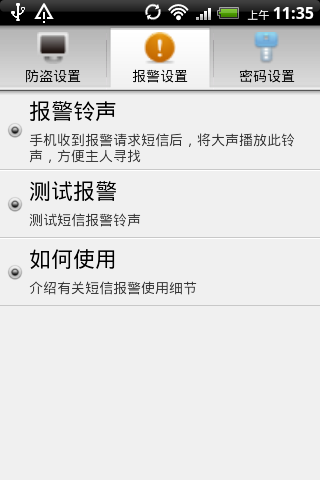 上午 11:35
防盗设置 报警设置 密码设置
报警铃声
手机收到报警请求短信后，将大声播放此铃
声，方便主人寻找
测试报警
测试短信报警铃声
如何使用
介绍有关短信报警使用细节